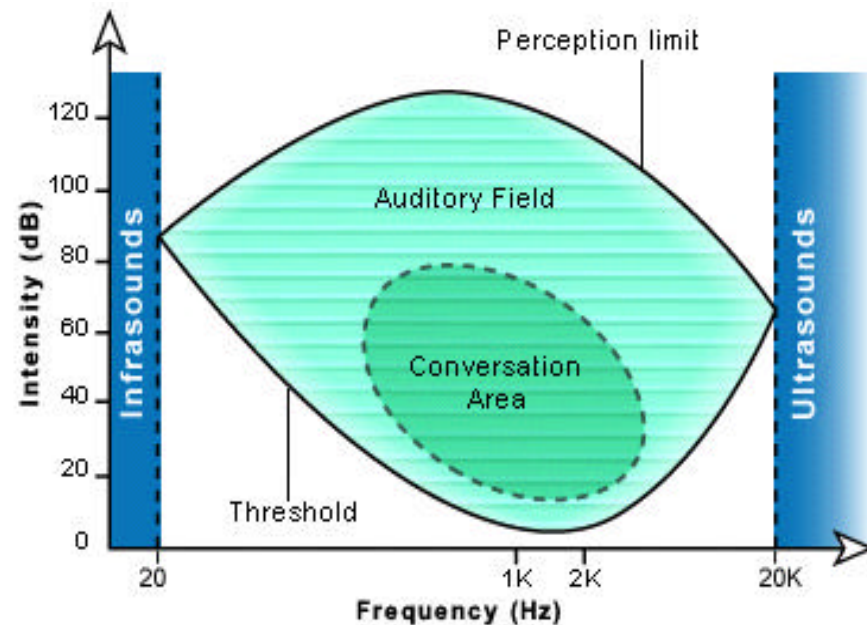 Perception limit
120
100
80
60
40
20
0
Intensity (dB)
Infrasounds
Auditory Field
Conversation
Area
Ultrasounds
Threshold
20
1K
2K
20K
Frequency (Hz)